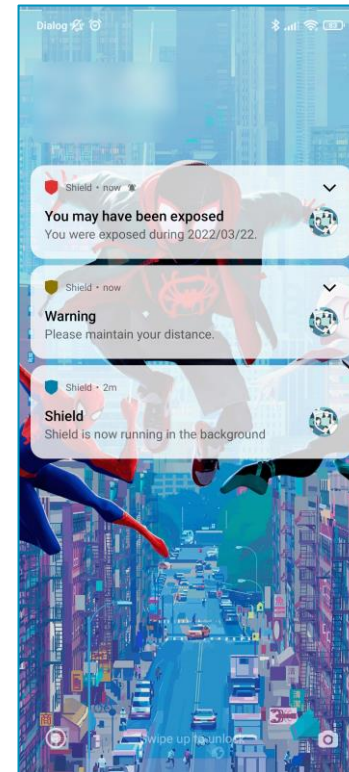 Dialog
Shield • now
You may have been exposed
You were exposed during 2022/03/22.
Shield • now
Warning
Please maintain your distance.
Shield • 2m
Shield
Shield is now running in the background
Swipe up to unlock